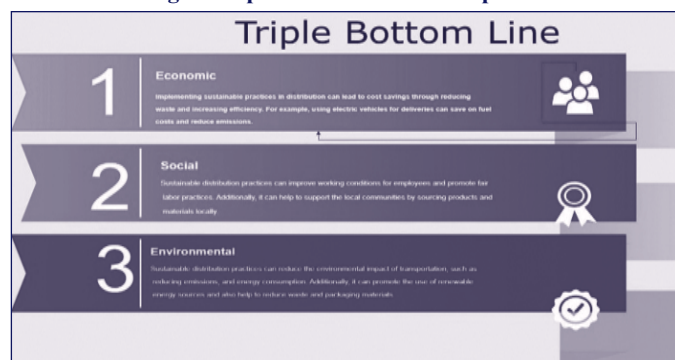 Triple Bottom Line
1
Economic
Implementing sustainable practices in distribution can lead to cost savings through reducing
waste and increasing efficiency. For example, using electric vehicles for deliveries can save on fuel
costs and reduce emissions.
2
Social
Sustainable distribution practices can improve working conditions for employees and promote fair
labor practices. Additionally, it can help to support the local communities by sourcing products and
materials locally
3
Environmental
Sustainable distribution practices can reduce the environmental impact of transportation, such as
reducing emissions, and energy consumption. Additionally, it can promote the use of renewable
energy sources and also help to reduce waste and packaging materials